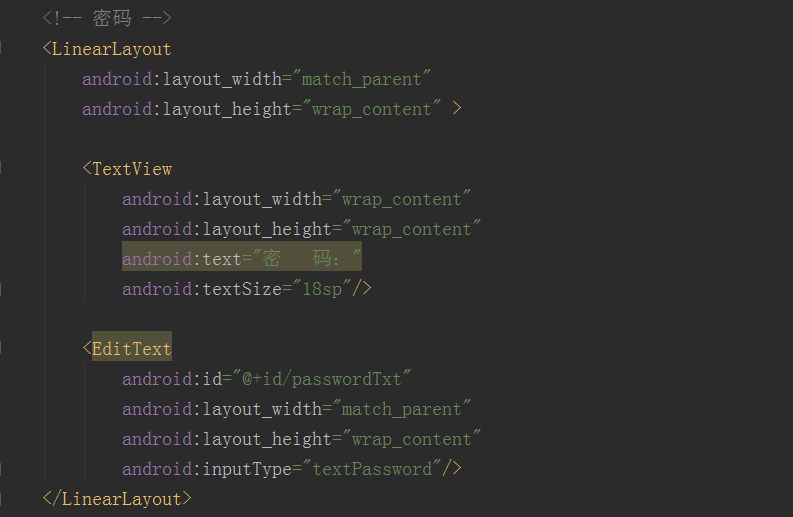 <!-- 密码 -->
<LinearLayout
    android:layout_width="match_parent"
    android:layout_height="wrap_content" >

    <TextView
        android:layout_width="wrap_content"
        android:layout_height="wrap_content"
        android:text="密   码："
        android:textSize="18sp"/>

    <EditText
        android:id="@+id/passwordTxt"
        android:layout_width="match_parent"
        android:layout_height="wrap_content"
        android:inputType="textPassword"/>
</LinearLayout>